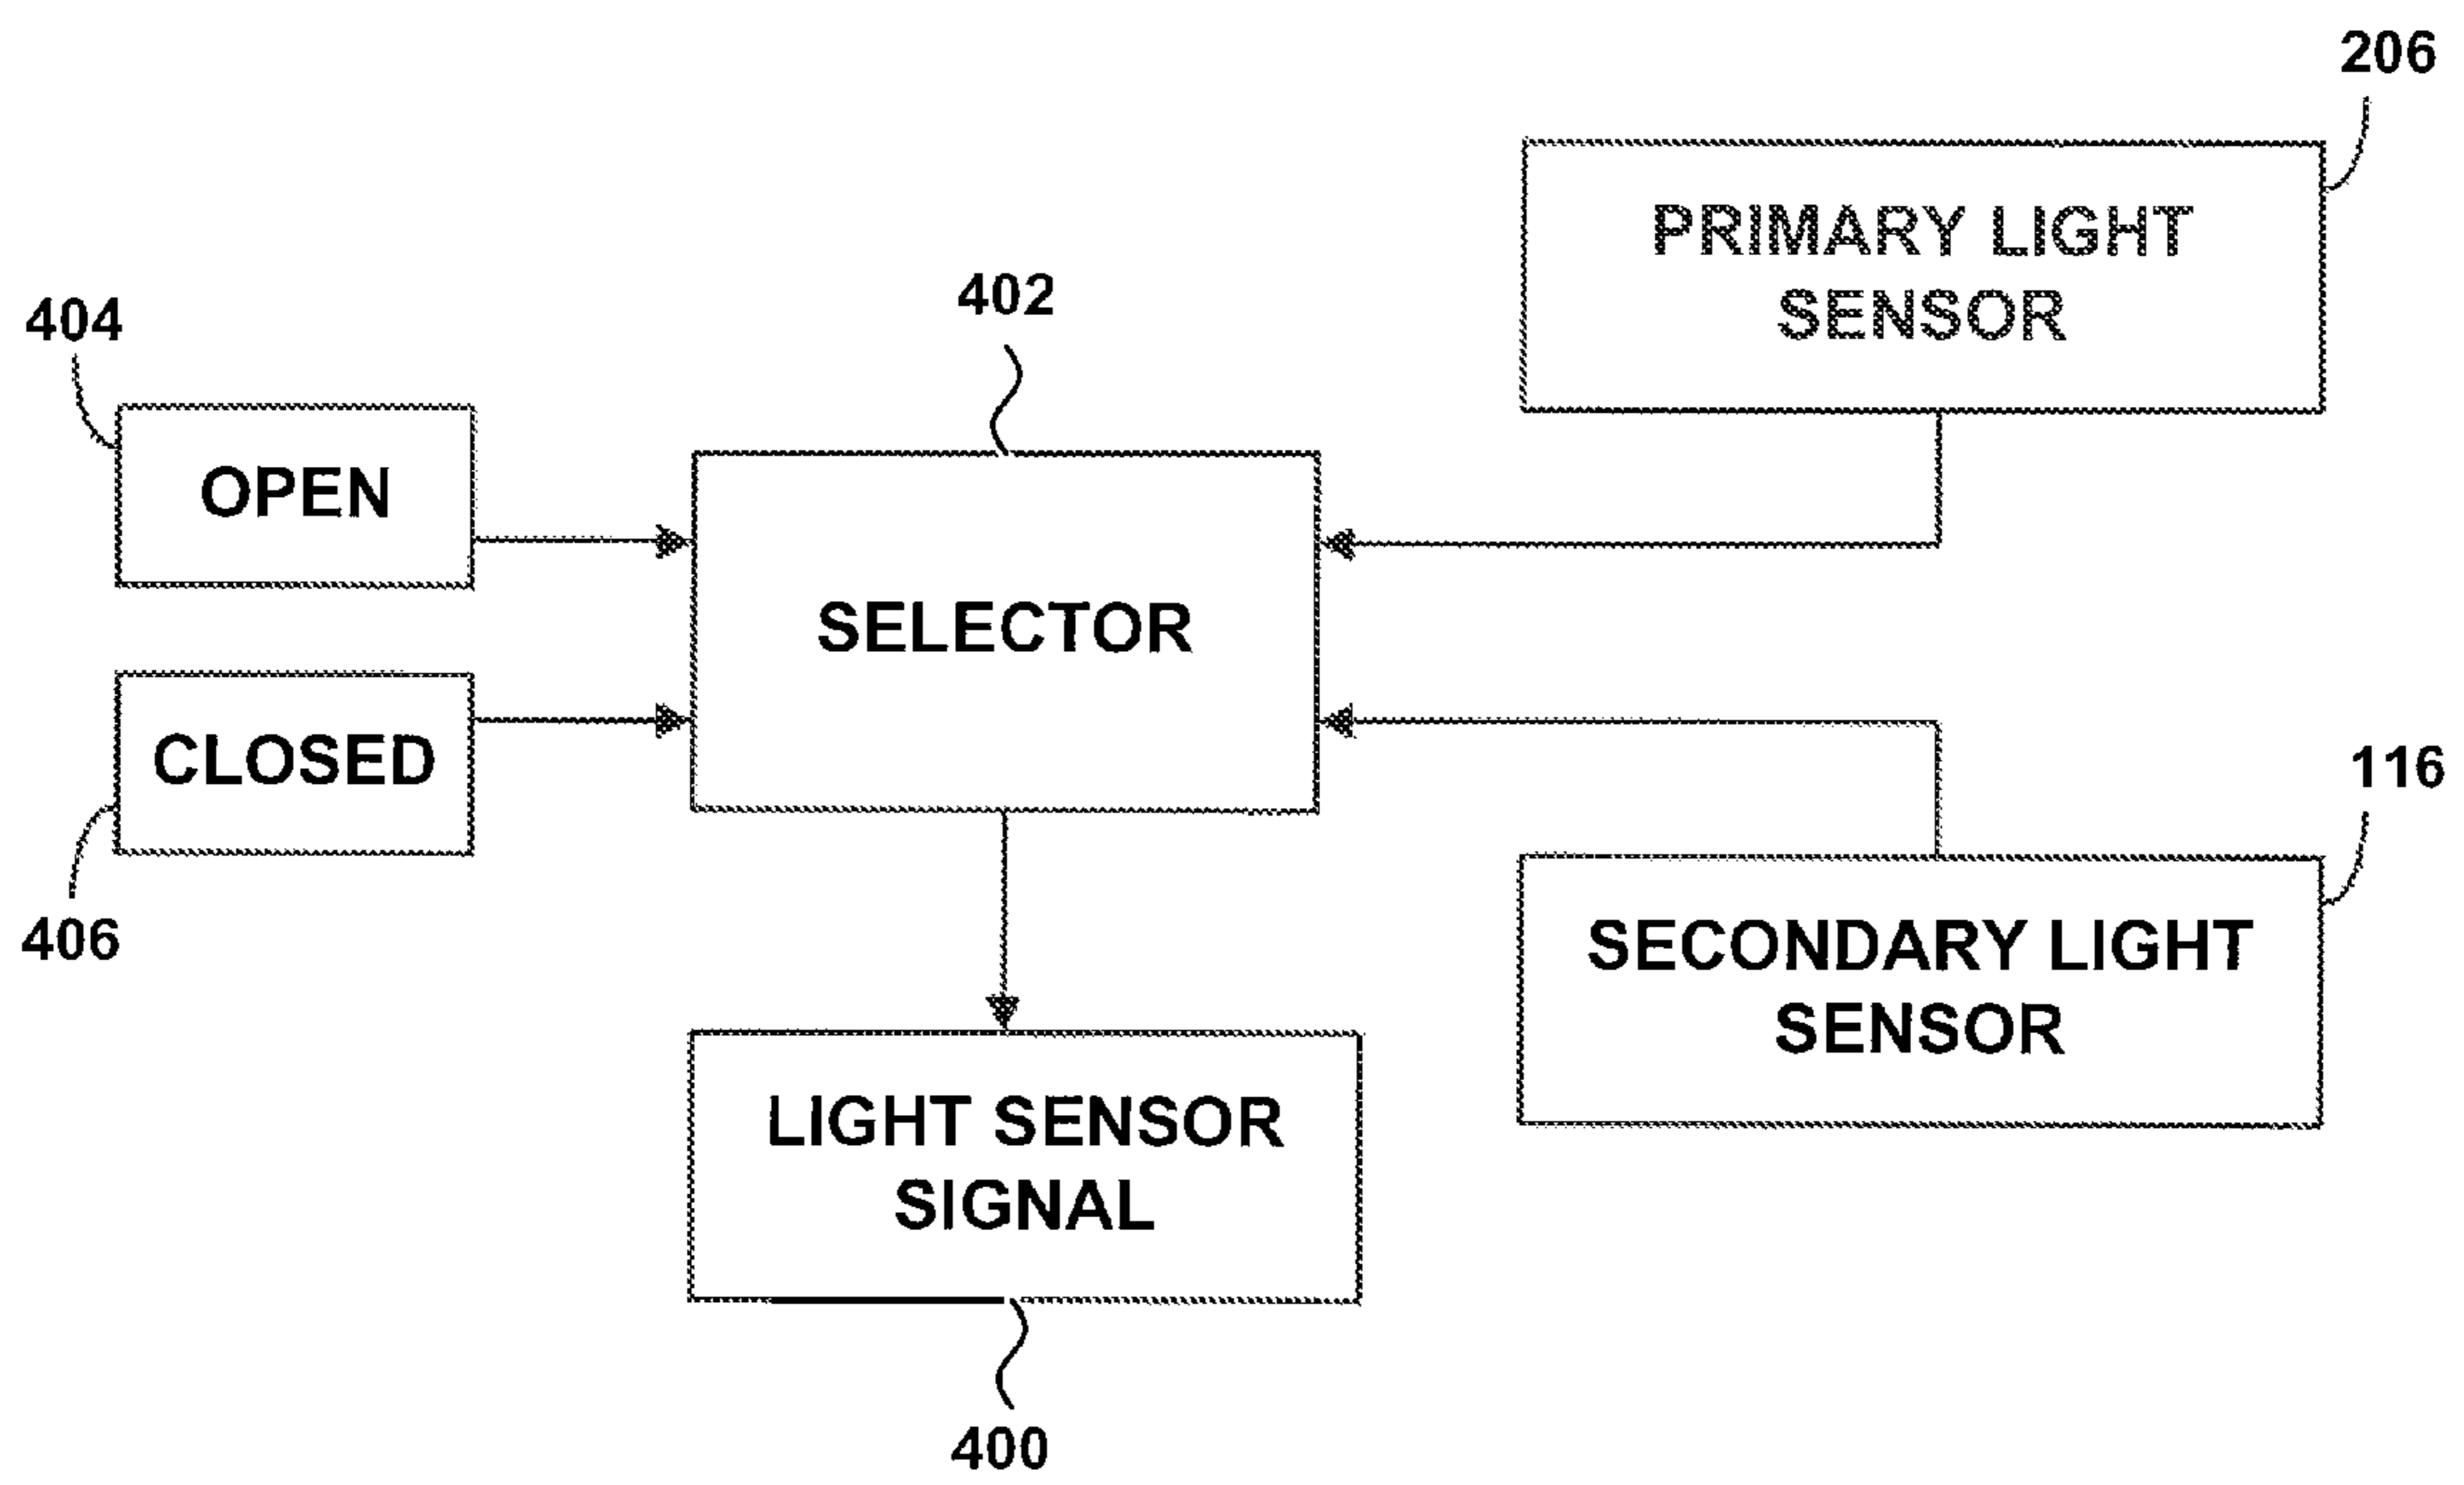 206
PRIMARY LIGHT
SENSOR
402
404
OPEN
SELECTOR
CLOSED
116
406
SECONDARY LIGHT
SENSOR
LIGHT SENSOR
SIGNAL
400